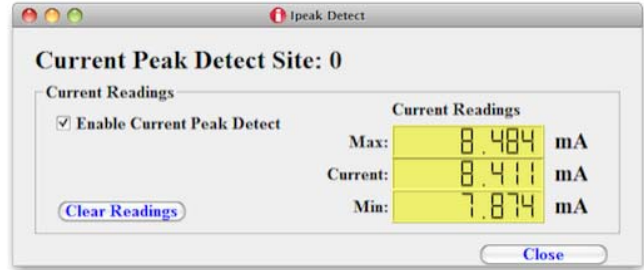 Ipeak Detect
Current Peak Detect Site: 0
Current Readings
Current Readings
Enable Current Peak Detect
Max: 8.484 mA
Current: 8.411 mA
Clear Readings
Min: 7.874 mA
Close